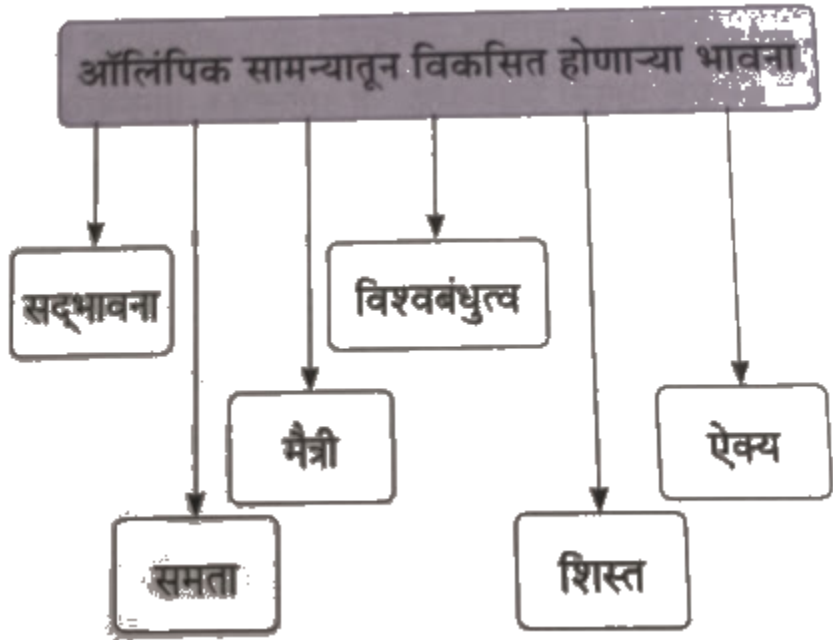 ऑलिंपिक सामन्यातून विकसित होणाऱ्या भावना
सद्‌भावना
विश्वबंधुत्व
मैत्री
ऐक्य
समता
शिस्त